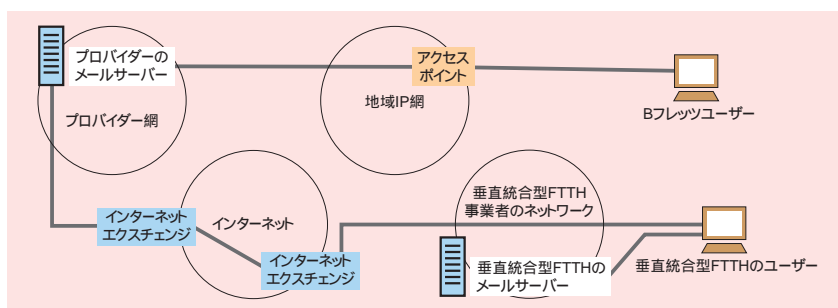 プロバイダーの
メールサーバー
アクセス
ポイント
プロバイダー網
地域IP網
Bフレッツユーザー
インターネット
エクスチェンジ
インターネット
インターネット
エクスチェンジ
垂直統合型FTTH
事業者のネットワーク
垂直統合型FTTHの
メールサーバー
垂直統合型FTTHのユーザー